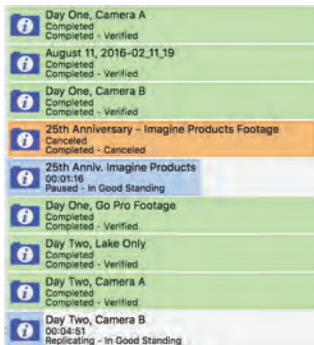 Day One, Camera A
Completed
Completed - Verified
August 11, 2016-02_11_19
Completed
Completed - Verified
Day One, Camera B
Completed
Completed - Verified
25th Anniversary - Imagine Products Footage
Canceled
Completed - Canceled
25th Anniv. Imagine Products
00:01:16
Paused - In Good Standing
Day One, Go Pro Footage
Completed
Completed - Verified
Day Two, Lake Only
Completed
Completed - Verified
Day Two, Camera A
Completed
Completed - Verified
Day Two, Camera B
00:04:51
Replicating - In Good Standing